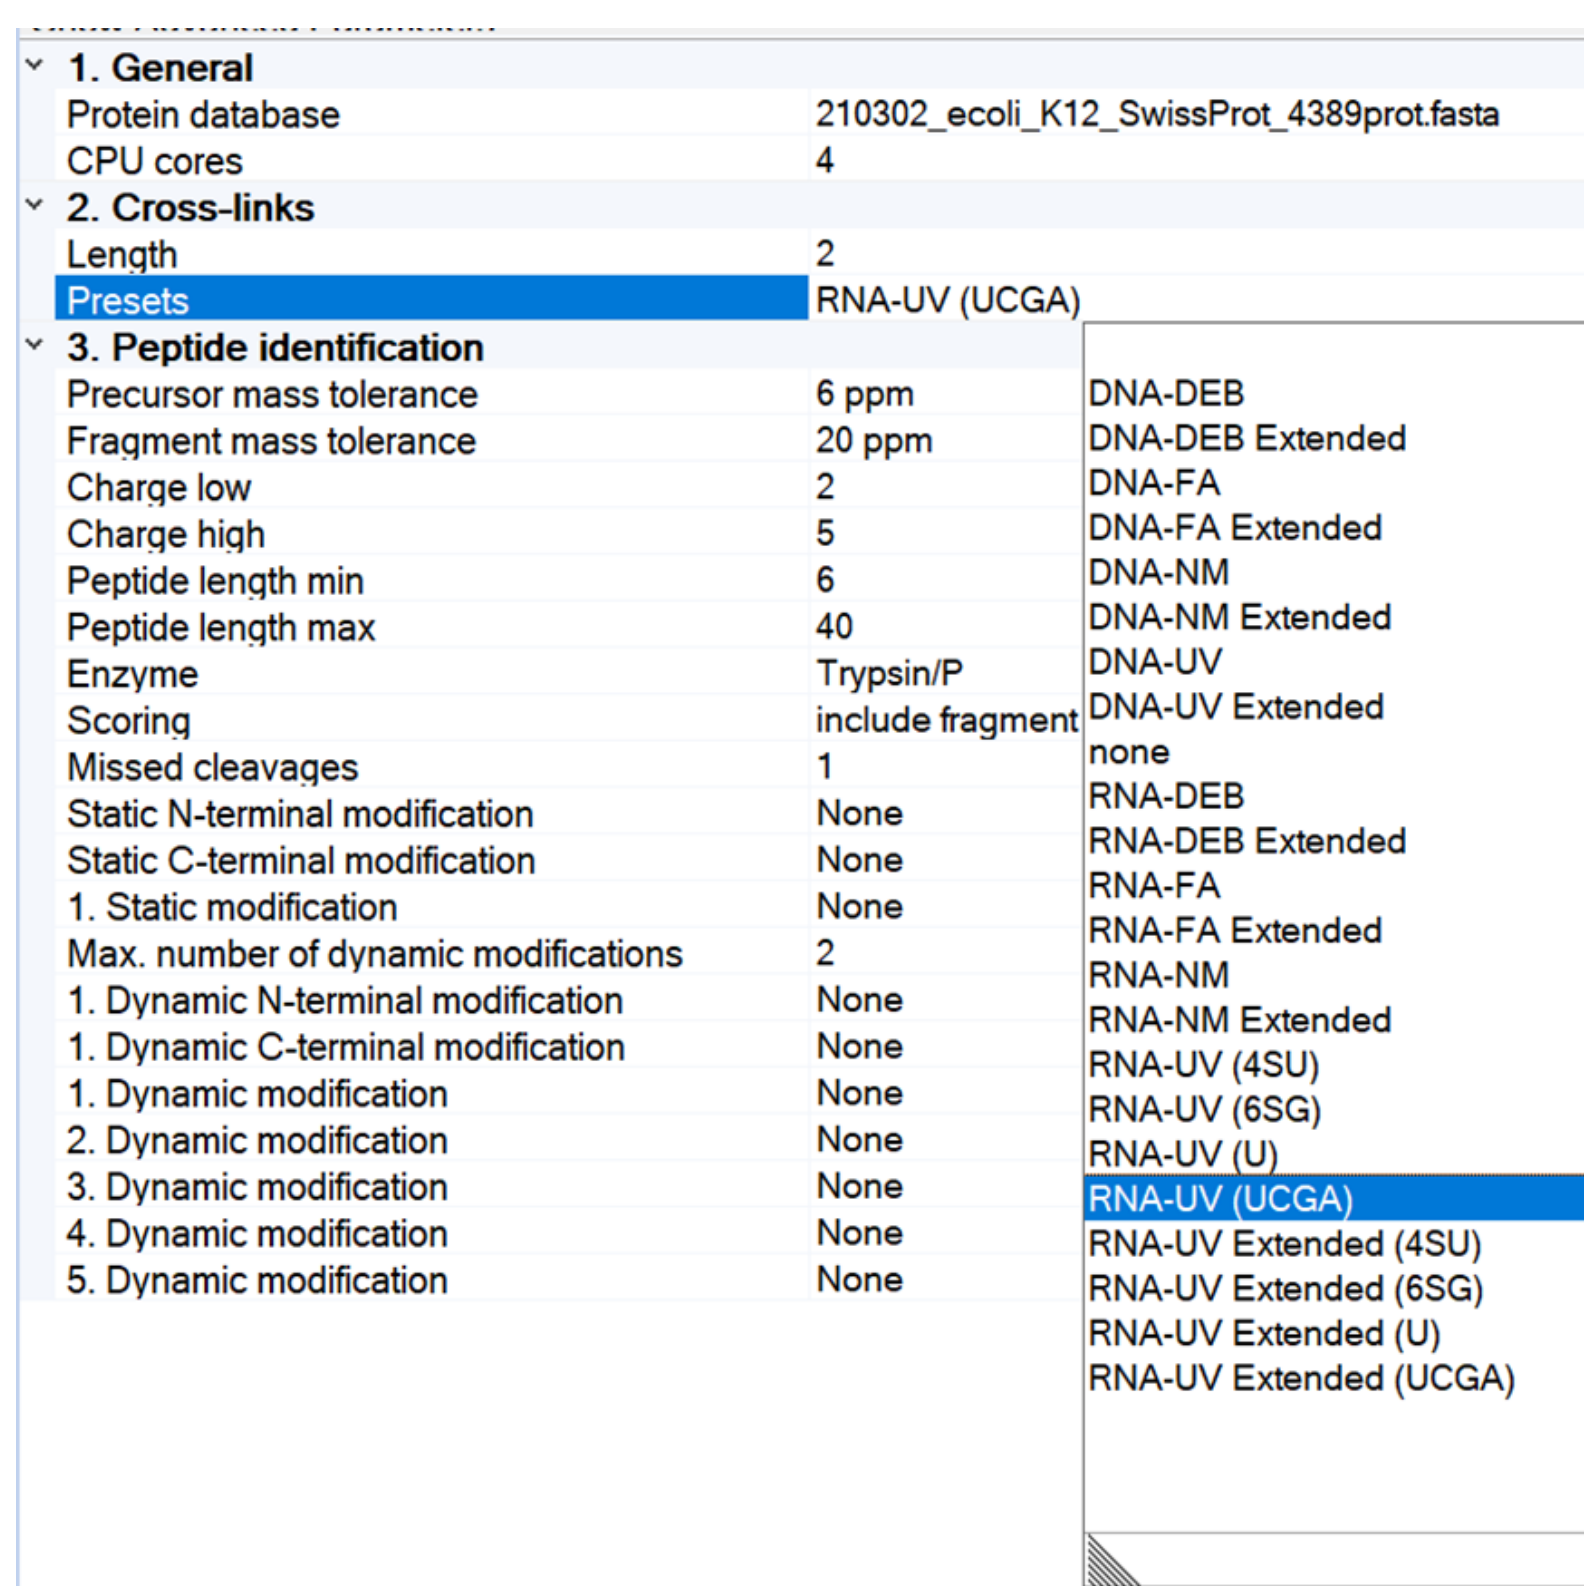 1. General
Protein database 210302_ecoli_K12_SwissProt_4389prot.fasta
CPU cores 4
2. Cross-links
Length 2
Presets RNA-UV (UCGA)
3. Peptide identification
Precursor mass tolerance 6 ppm
Fragment mass tolerance 20 ppm
Charge low 2
Charge high 5
Peptide length min 6
Peptide length max 40
Enzyme Trypsin/P
Scoring include fragment
Missed cleavages 1
Static N-terminal modification None
Static C-terminal modification None
1. Static modification None
Max. number of dynamic modifications 2
1. Dynamic N-terminal modification None
1. Dynamic C-terminal modification None
1. Dynamic modification None
2. Dynamic modification None
3. Dynamic modification None
4. Dynamic modification None
5. Dynamic modification None
DNA-DEB
DNA-DEB Extended
DNA-FA
DNA-FA Extended
DNA-NM
DNA-NM Extended
DNA-UV
DNA-UV Extended
none
RNA-DEB
RNA-DEB Extended
RNA-FA
RNA-FA Extended
RNA-NM
RNA-NM Extended
RNA-UV (4SU)
RNA-UV (6SG)
RNA-UV (U)
RNA-UV (UCGA)
RNA-UV Extended (4SU)
RNA-UV Extended (6SG)
RNA-UV Extended (U)
RNA-UV Extended (UCGA)